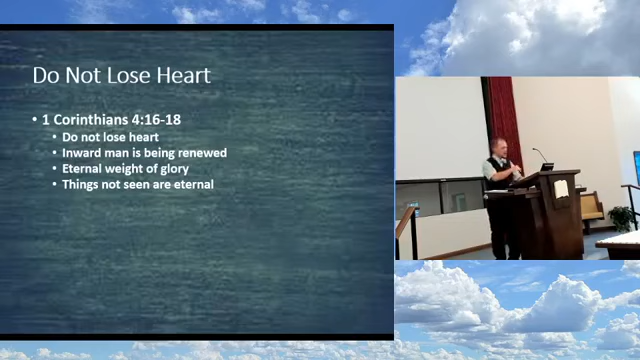 Do Not Lose Heart
• 1 Corinthians 4:16-18
• Do not lose heart
• Inward man is being renewed
• Eternal weight of glory
• Things not seen are eternal